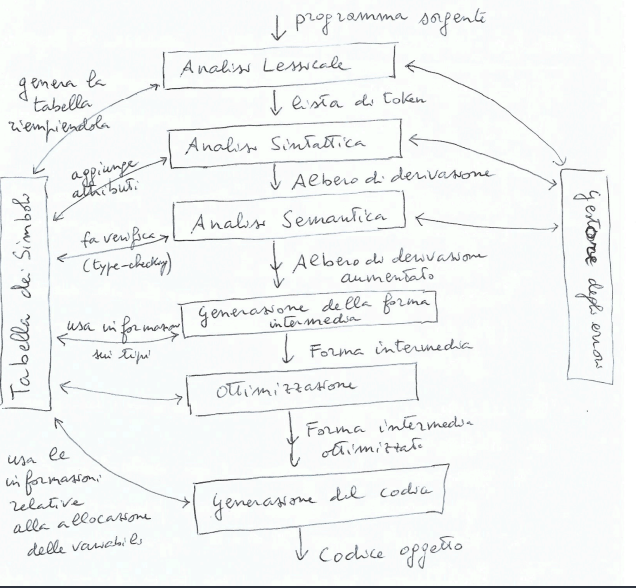 programma sorgente
Analisi Lessicale
genera la
tabella
riempiendola
lista di token
Analisi Sintattica
aggiunge
attributi
Albero di derivazione
Analisi Semantica
fa verifica
(type-checking)
Albero di derivazione
aumentato
Generazione della forma
intermedia
usa informazioni
sui tipi
Forma intermedia
Ottimizzazione
Forma intermedia
ottimizzata
usa le
informazioni
relative
alla allocazione
delle variabili
Generazione del codice
Codice oggetto
Tabella dei Simboli
Gestore degli errori